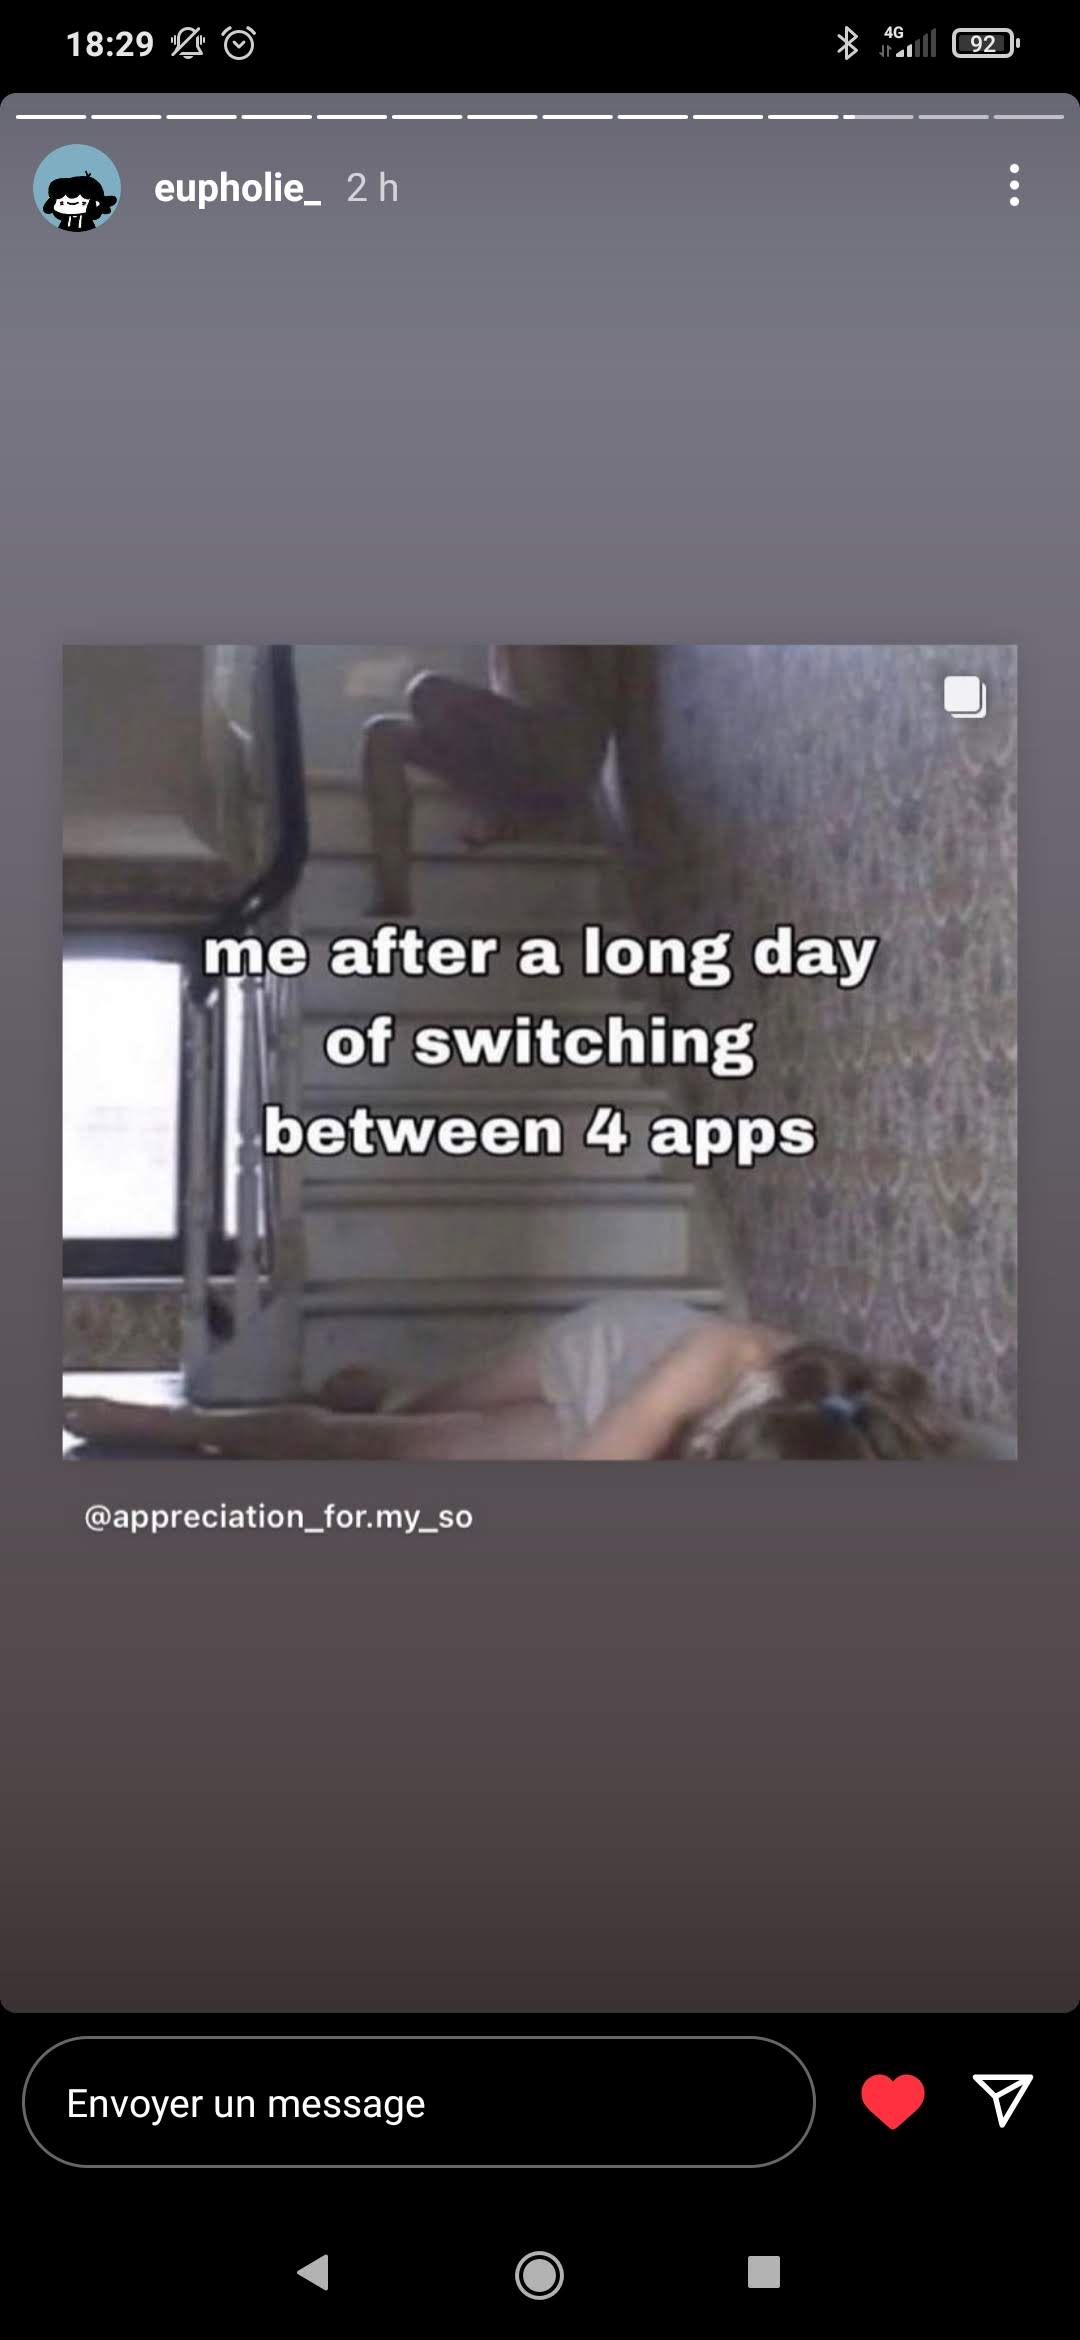 18:29
4G
92
eupholie_ 2 h
me after a long day
of switching
between 4 apps
@appreciation_for.my_so
Envoyer un message